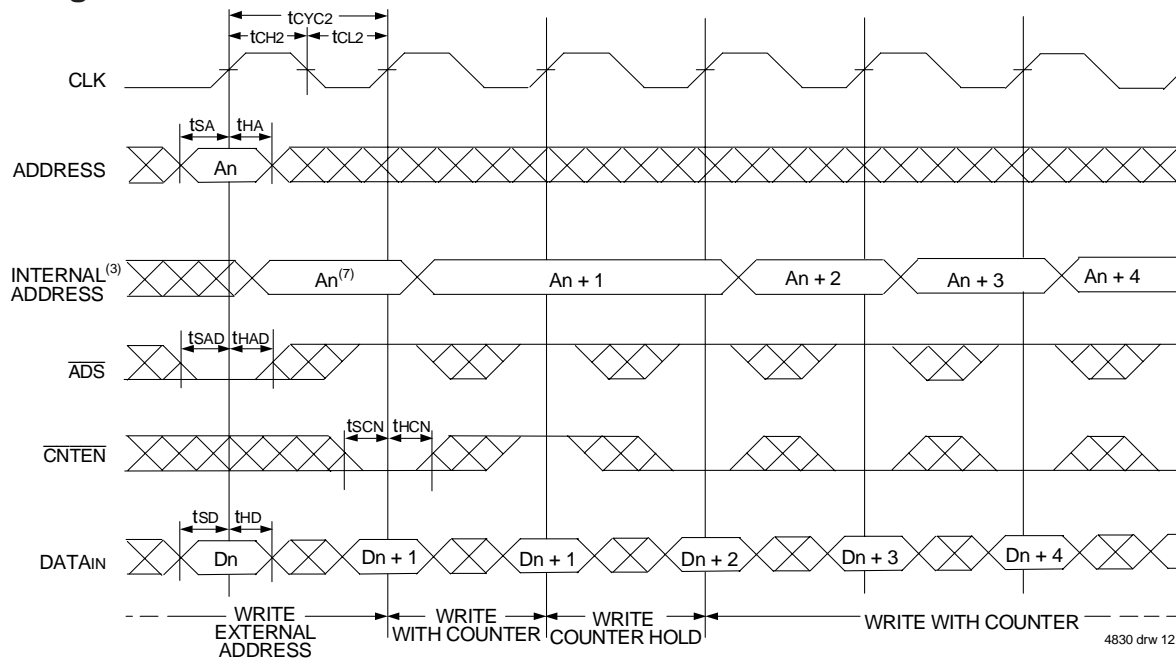 tCYC2
tCH2 tCL2
CLK
tSA tHA
ADDRESS An
INTERNAL(3) ADDRESS An(7) An + 1 An + 2 An + 3 An + 4
tSAD tHAD
ADS
tSCN tHCN
CNTEN
tSD tHD
DATAIN Dn Dn + 1 Dn + 1 Dn + 2 Dn + 3 Dn + 4
WRITE EXTERNAL ADDRESS
WRITE WITH COUNTER
WRITE COUNTER HOLD
WRITE WITH COUNTER
4830 drw 12